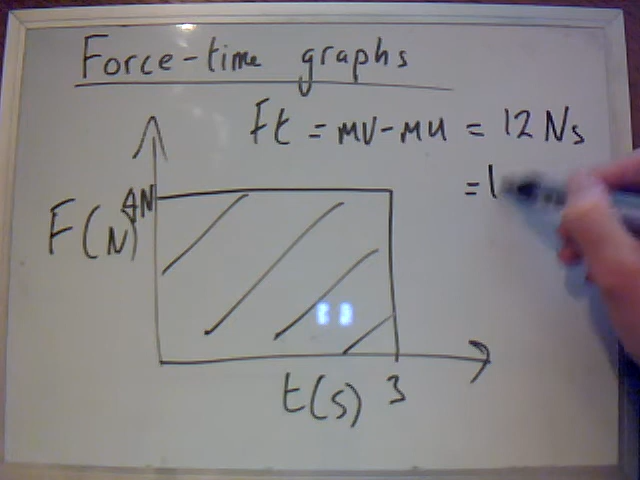 Force-time graphs
Ft = mv-mu = 12 Ns
= 1
4N
F(N)
t(s) 3